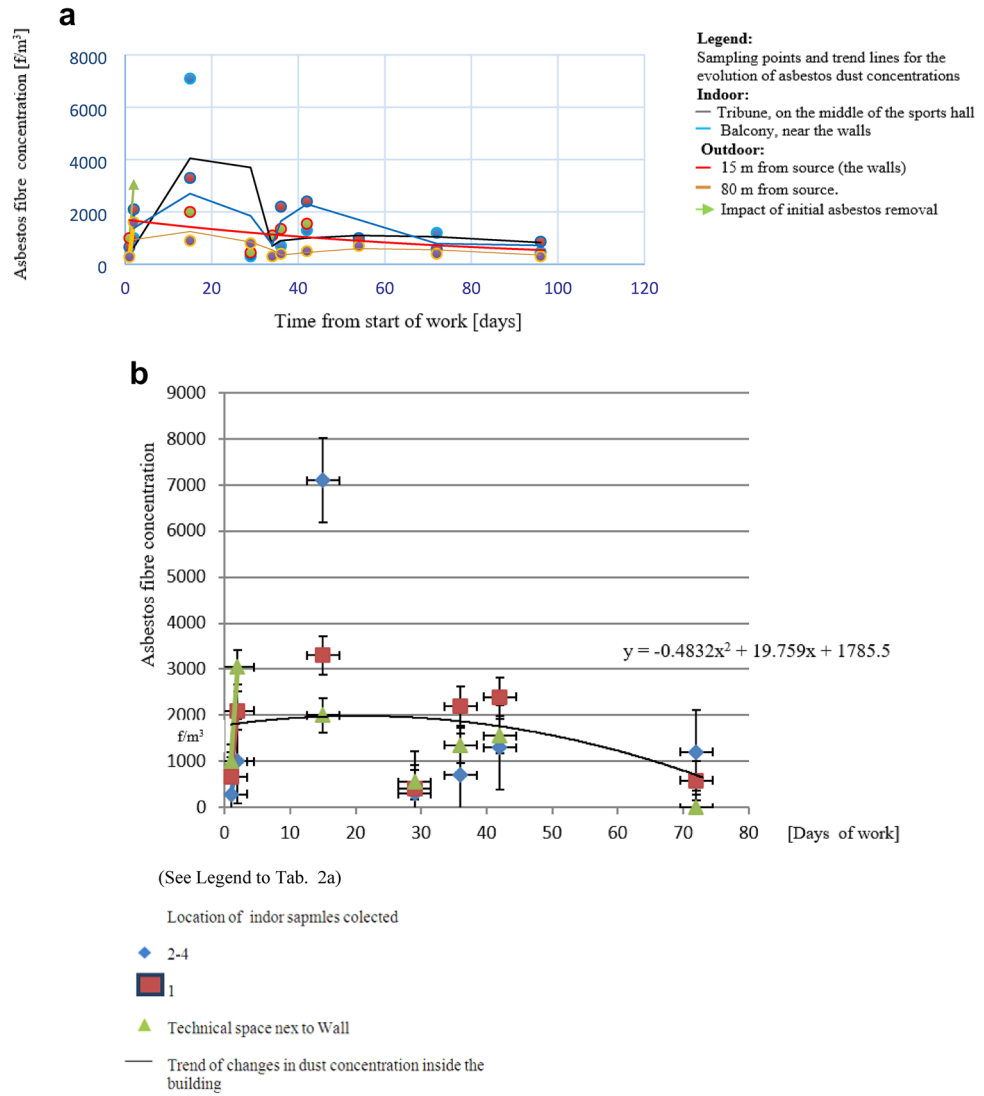 a
Asbestos fibre concentration [f/m³]
8000
6000
4000
2000
0
0 20 40 60 80 100 120
Time from start of work [days]
Legend:
Sampling points and trend lines for the
evolution of asbestos dust concentrations
Indoor:
Tribune, on the middle of the sports hall
Balcony, near the walls
Outdoor:
15 m from source (the walls)
80 m from source.
Impact of initial asbestos removal
b
Asbestos fibre concentration
9000
8000
7000
6000
5000
4000
3000
2000
f/m³
1000
0
y = -0.4832x² + 19.759x + 1785.5
0 10 20 30 40 50 60 70 80 [Days of work]
(See Legend to Tab. 2a)
Location of indor sapmles colected
2-4
1
Technical space nex to Wall
Trend of changes in dust concentration inside the
building